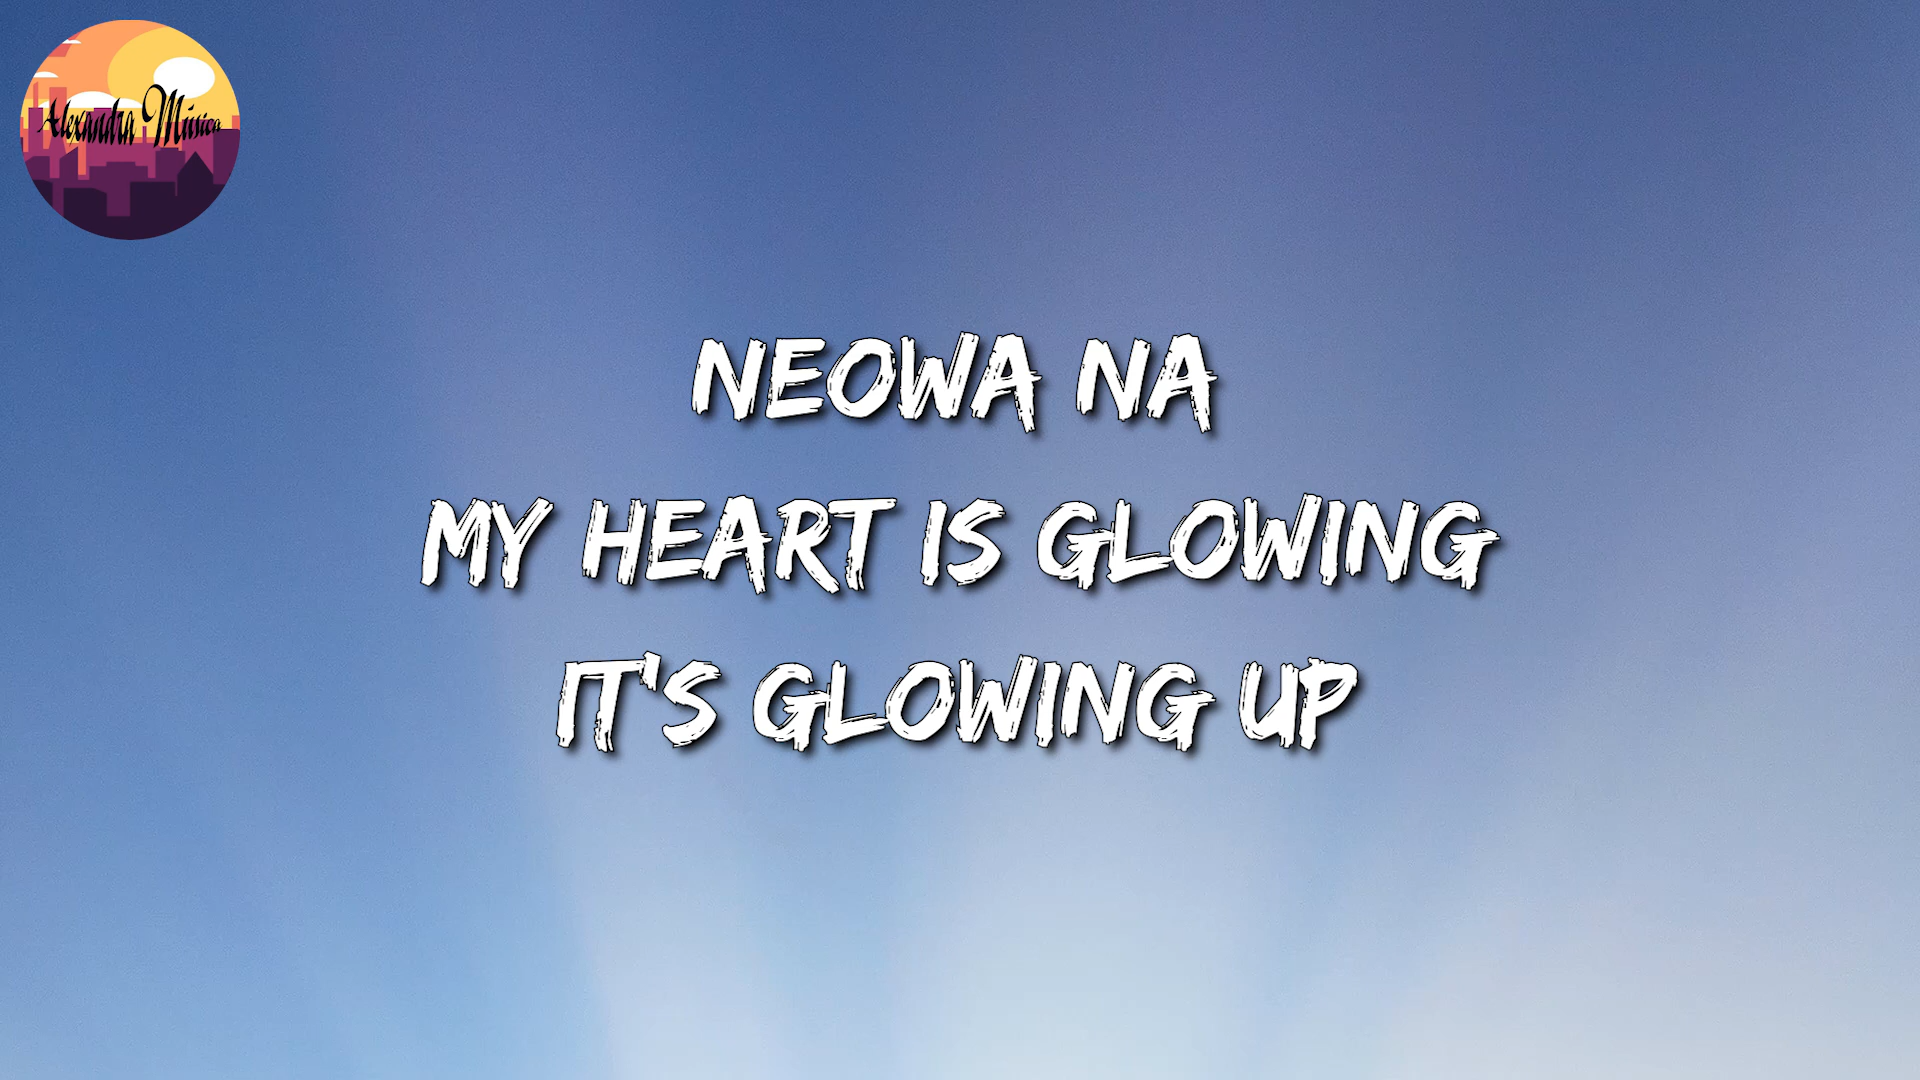 Alexandra Música
NEOWA NA
MY HEART IS GLOWING
IT'S GLOWING UP